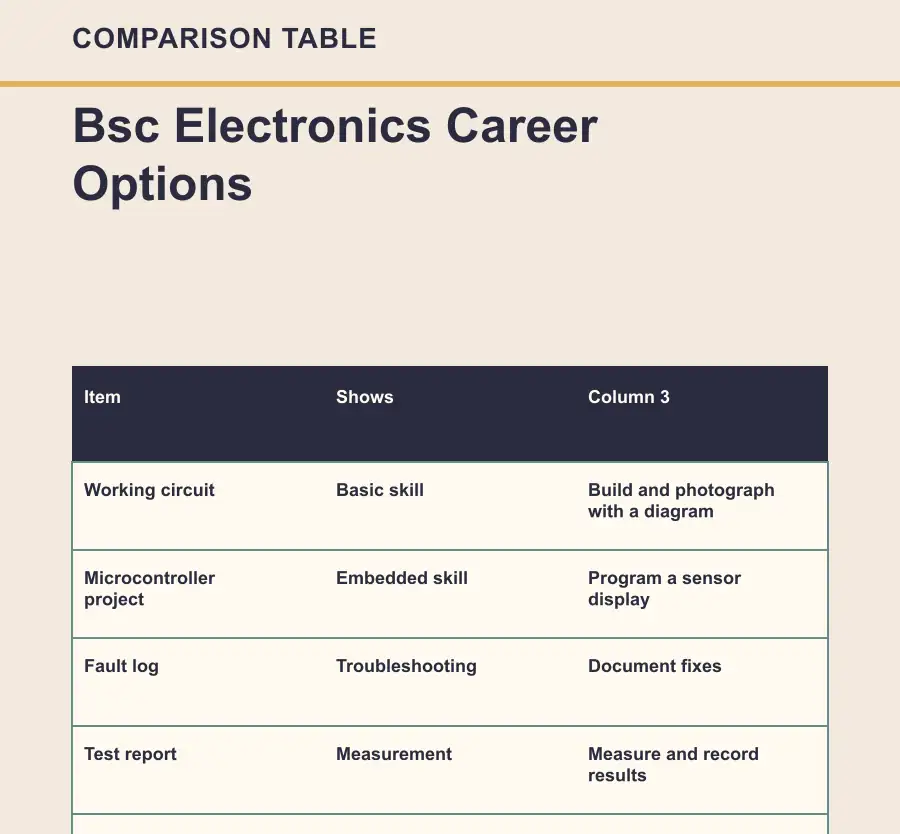 COMPARISON TABLE
Bsc Electronics Career
Options
Item Shows Column 3
Working circuit Basic skill Build and photograph
with a diagram
Microcontroller Embedded skill Program a sensor
project display
Fault log Troubleshooting Document fixes
Test report Measurement Measure and record
results